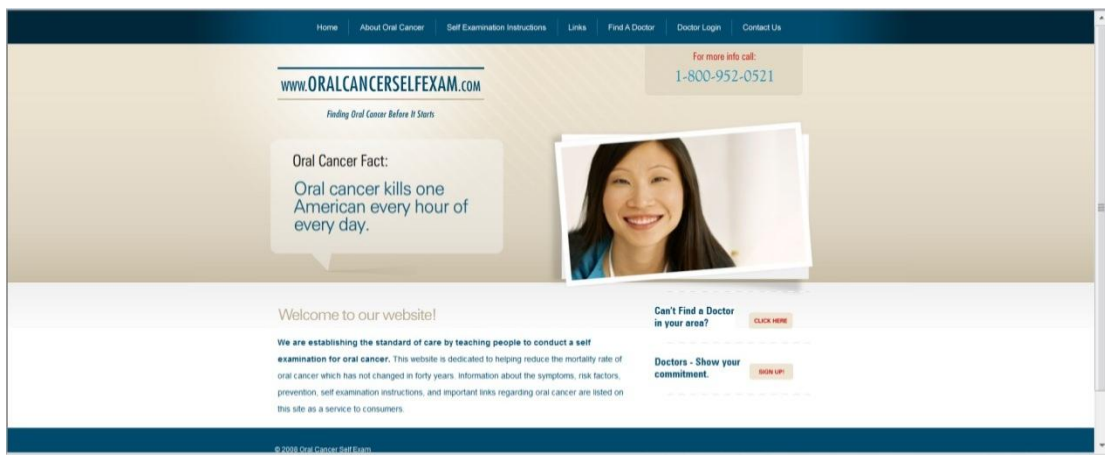 Home About Oral Cancer Self Examination Instructions Links Find A Doctor Doctor Login Contact Us
For more info call:
1-800-952-0521
www.ORALCANCERSELFEXAM.com
Finding Oral Cancer Before It Starts
Oral Cancer Fact:
Oral cancer kills one
American every hour of
every day.
Welcome to our website!
We are establishing the standard of care by teaching people to conduct a self
examination for oral cancer. This website is dedicated to helping reduce the mortality rate of
oral cancer which has not changed in forty years. Information about the symptoms, risk factors,
prevention, self examination instructions, and important links regarding oral cancer are listed on
this site as a service to consumers.
Can't Find a Doctor
in your area?
CLICK HERE
Doctors - Show your
commitment.
SIGN UP!
© 2008 Oral Cancer Self Exam